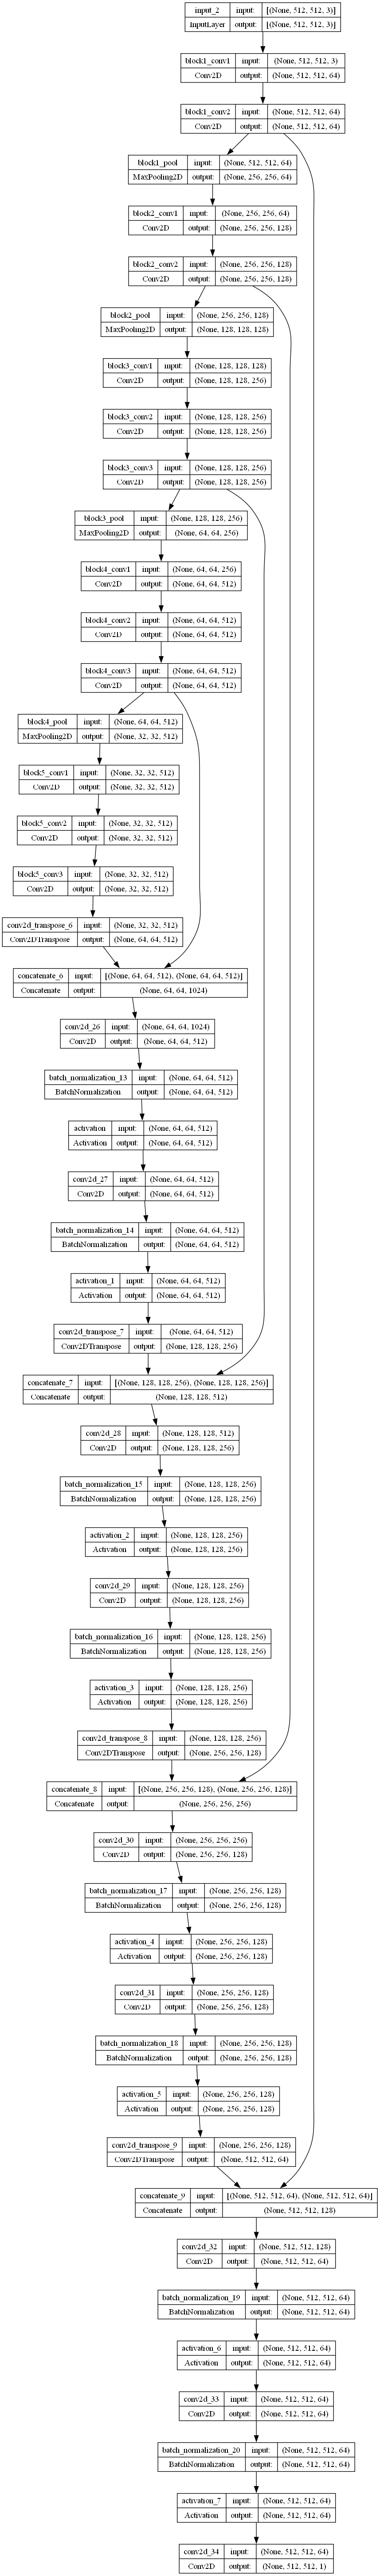 input_2 input: [(None, 512, 512, 3)]
InputLayer output: [(None, 512, 512, 3)]
block1_conv1 input: (None, 512, 512, 3)
Conv2D output: (None, 512, 512, 64)
block1_conv2 input: (None, 512, 512, 64)
Conv2D output: (None, 512, 512, 64)
block1_pool input: (None, 512, 512, 64)
MaxPooling2D output: (None, 256, 256, 64)
block2_conv1 input: (None, 256, 256, 64)
Conv2D output: (None, 256, 256, 128)
block2_conv2 input: (None, 256, 256, 128)
Conv2D output: (None, 256, 256, 128)
block2_pool input: (None, 256, 256, 128)
MaxPooling2D output: (None, 128, 128, 128)
block3_conv1 input: (None, 128, 128, 128)
Conv2D output: (None, 128, 128, 256)
block3_conv2 input: (None, 128, 128, 256)
Conv2D output: (None, 128, 128, 256)
block3_conv3 input: (None, 128, 128, 256)
Conv2D output: (None, 128, 128, 256)
block3_pool input: (None, 128, 128, 256)
MaxPooling2D output: (None, 64, 64, 256)
block4_conv1 input: (None, 64, 64, 256)
Conv2D output: (None, 64, 64, 512)
block4_conv2 input: (None, 64, 64, 512)
Conv2D output: (None, 64, 64, 512)
block4_conv3 input: (None, 64, 64, 512)
Conv2D output: (None, 64, 64, 512)
block4_pool input: (None, 64, 64, 512)
MaxPooling2D output: (None, 32, 32, 512)
block5_conv1 input: (None, 32, 32, 512)
Conv2D output: (None, 32, 32, 512)
block5_conv2 input: (None, 32, 32, 512)
Conv2D output: (None, 32, 32, 512)
block5_conv3 input: (None, 32, 32, 512)
Conv2D output: (None, 32, 32, 512)
conv2d_transpose_6 input: (None, 32, 32, 512)
Conv2DTranspose output: (None, 64, 64, 512)
concatenate_6 input: [(None, 64, 64, 512), (None, 64, 64, 512)]
Concatenate output: (None, 64, 64, 1024)
conv2d_26 input: (None, 64, 64, 1024)
Conv2D output: (None, 64, 64, 512)
batch_normalization_13 input: (None, 64, 64, 512)
BatchNormalization output: (None, 64, 64, 512)
activation input: (None, 64, 64, 512)
Activation output: (None, 64, 64, 512)
conv2d_27 input: (None, 64, 64, 512)
Conv2D output: (None, 64, 64, 512)
batch_normalization_14 input: (None, 64, 64, 512)
BatchNormalization output: (None, 64, 64, 512)
activation_1 input: (None, 64, 64, 512)
Activation output: (None, 64, 64, 512)
conv2d_transpose_7 input: (None, 64, 64, 512)
Conv2DTranspose output: (None, 128, 128, 256)
concatenate_7 input: [(None, 128, 128, 256), (None, 128, 128, 256)]
Concatenate output: (None, 128, 128, 512)
conv2d_28 input: (None, 128, 128, 512)
Conv2D output: (None, 128, 128, 256)
batch_normalization_15 input: (None, 128, 128, 256)
BatchNormalization output: (None, 128, 128, 256)
activation_2 input: (None, 128, 128, 256)
Activation output: (None, 128, 128, 256)
conv2d_29 input: (None, 128, 128, 256)
Conv2D output: (None, 128, 128, 256)
batch_normalization_16 input: (None, 128, 128, 256)
BatchNormalization output: (None, 128, 128, 256)
activation_3 input: (None, 128, 128, 256)
Activation output: (None, 128, 128, 256)
conv2d_transpose_8 input: (None, 128, 128, 256)
Conv2DTranspose output: (None, 256, 256, 128)
concatenate_8 input: [(None, 256, 256, 128), (None, 256, 256, 128)]
Concatenate output: (None, 256, 256, 256)
conv2d_30 input: (None, 256, 256, 256)
Conv2D output: (None, 256, 256, 128)
batch_normalization_17 input: (None, 256, 256, 128)
BatchNormalization output: (None, 256, 256, 128)
activation_4 input: (None, 256, 256, 128)
Activation output: (None, 256, 256, 128)
conv2d_31 input: (None, 256, 256, 128)
Conv2D output: (None, 256, 256, 128)
batch_normalization_18 input: (None, 256, 256, 128)
BatchNormalization output: (None, 256, 256, 128)
activation_5 input: (None, 256, 256, 128)
Activation output: (None, 256, 256, 128)
conv2d_transpose_9 input: (None, 256, 256, 128)
Conv2DTranspose output: (None, 512, 512, 64)
concatenate_9 input: [(None, 512, 512, 64), (None, 512, 512, 64)]
Concatenate output: (None, 512, 512, 128)
conv2d_32 input: (None, 512, 512, 128)
Conv2D output: (None, 512, 512, 64)
batch_normalization_19 input: (None, 512, 512, 64)
BatchNormalization output: (None, 512, 512, 64)
activation_6 input: (None, 512, 512, 64)
Activation output: (None, 512, 512, 64)
conv2d_33 input: (None, 512, 512, 64)
Conv2D output: (None, 512, 512, 64)
batch_normalization_20 input: (None, 512, 512, 64)
BatchNormalization output: (None, 512, 512, 64)
activation_7 input: (None, 512, 512, 64)
Activation output: (None, 512, 512, 64)
conv2d_34 input: (None, 512, 512, 64)
Conv2D output: (None, 512, 512, 1)